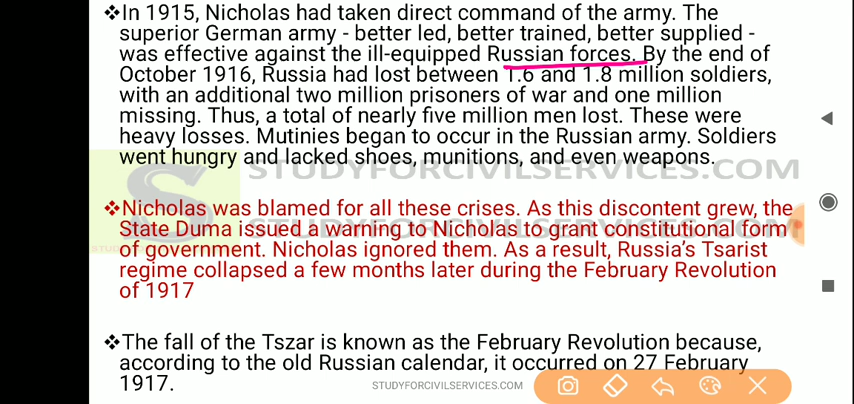 ❖In 1915, Nicholas had taken direct command of the army. The
superior German army - better led, better trained, better supplied -
was effective against the ill-equipped Russian forces. By the end of
October 1916, Russia had lost between 1.6 and 1.8 million soldiers,
with an additional two million prisoners of war and one million
missing. Thus, a total of nearly five million men lost. These were
heavy losses. Mutinies began to occur in the Russian army. Soldiers
went hungry and lacked shoes, munitions, and even weapons.
STUDYFORCIVILSERVICES.COM
❖Nicholas was blamed for all these crises. As this discontent grew, the
State Duma issued a warning to Nicholas to grant constitutional form
of government. Nicholas ignored them. As a result, Russia's Tsarist
regime collapsed a few months later during the February Revolution
of 1917
STUDYFORCIVILSERVICES.COM
❖The fall of the Tszar is known as the February Revolution because,
according to the old Russian calendar, it occurred on 27 February
1917.
STUDYFORCIVILSERVICES.COM